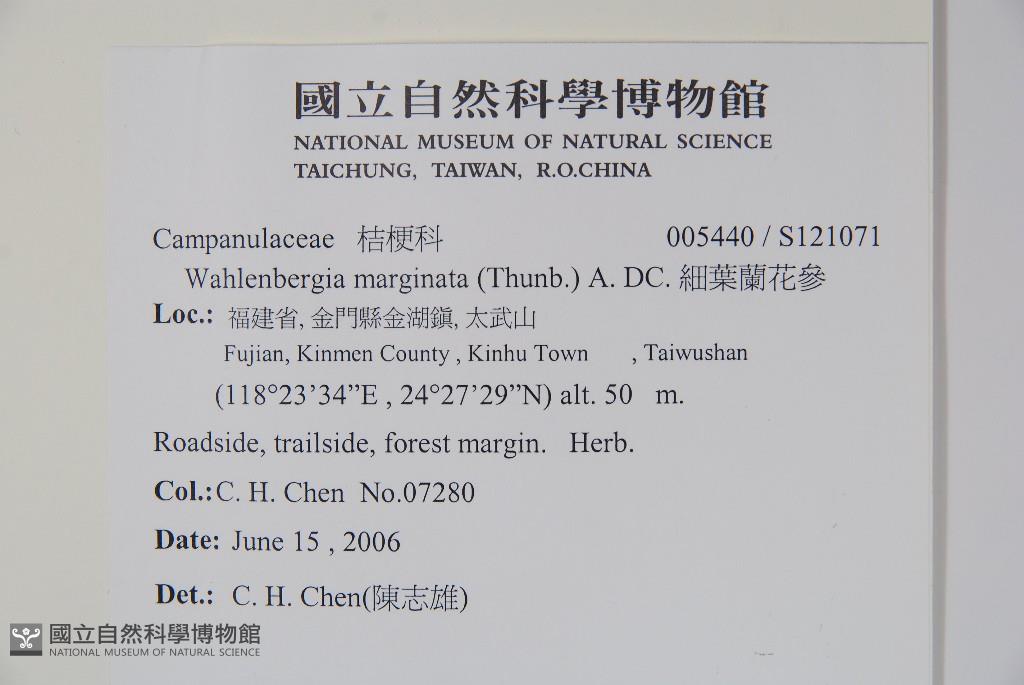 國立自然科學博物館
NATIONAL MUSEUM OF NATURAL SCIENCE
TAICHUNG, TAIWAN, R.O.CHINA
Campanulaceae 桔梗科 005440 / S121071
Wahlenbergia marginata (Thunb.) A. DC. 細葉蘭花參
Loc.: 福建省, 金門縣金湖鎮, 太武山
Fujian, Kinmen County , Kinhu Town , Taiwushan
(118°23’34”E , 24°27’29”N) alt. 50 m.
Roadside, trailside, forest margin. Herb.
Col.:C. H. Chen No.07280
Date: June 15 , 2006
Det.: C. H. Chen(陳志雄)
國立自然科學博物館
NATIONAL MUSEUM OF NATURAL SCIENCE